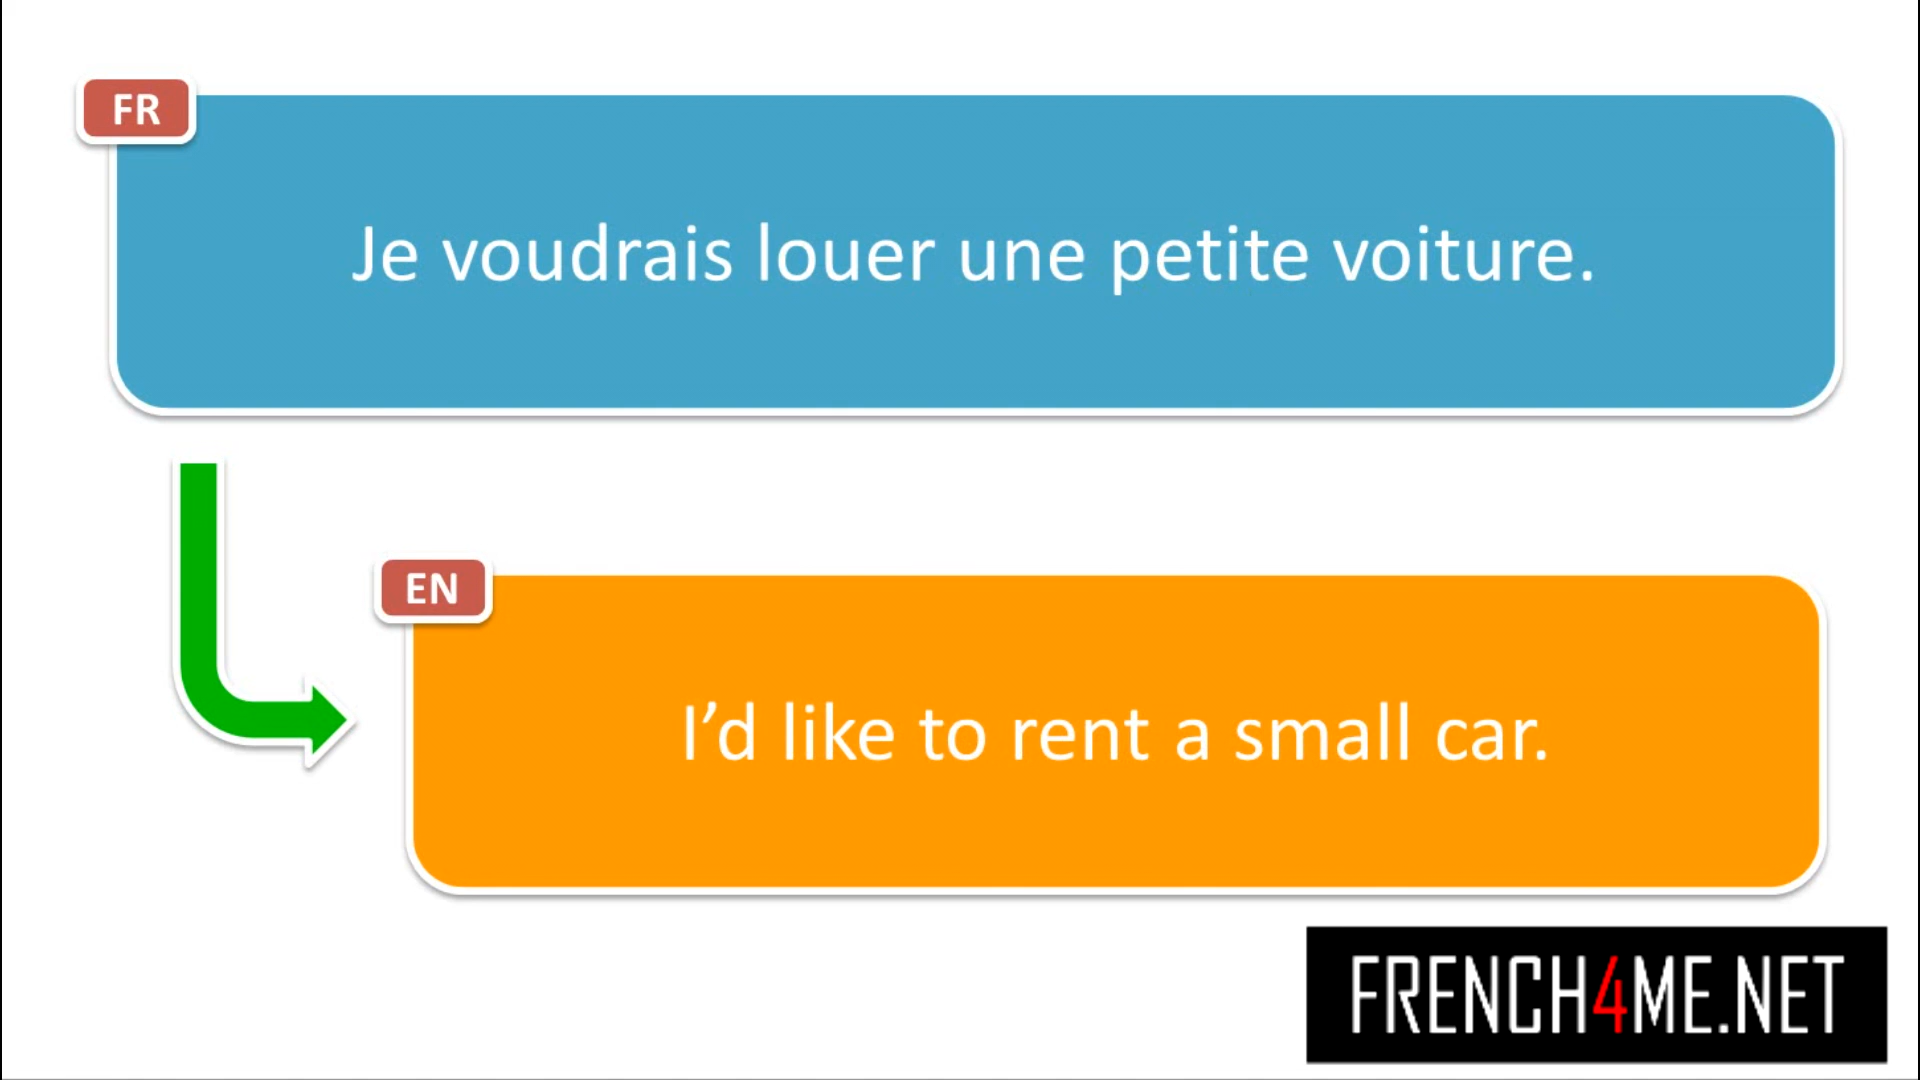 FR
Je voudrais louer une petite voiture.
EN
I’d like to rent a small car.
FRENCH4ME.NET